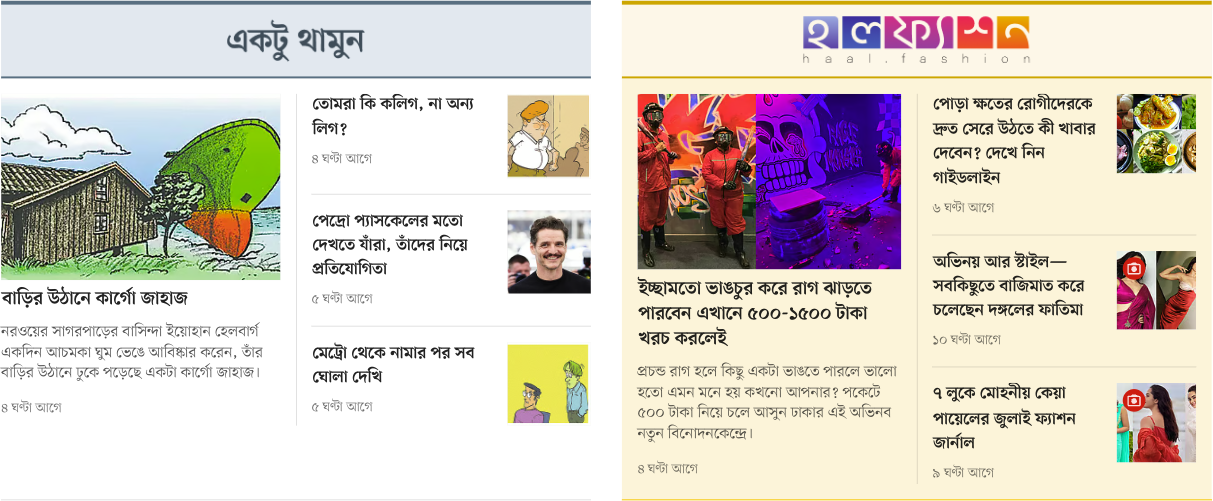 একটু থামুন
বাড়ির উঠানে কার্গো জাহাজ
নরওয়ের সাগরপাড়ের বাসিন্দা ইয়োহান হেলবার্গ
একদিন আচমকা ঘুম ভেঙে আবিষ্কার করেন, তাঁর
বাড়ির উঠানে ঢুকে পড়েছে একটা কার্গো জাহাজ।
৪ ঘণ্টা আগে
তোমরা কি কলিগ, না অন্য
লিগ?
৪ ঘণ্টা আগে
পেদ্রো প্যাসকেলের মতো
দেখতে যাঁরা, তাঁদের নিয়ে
প্রতিযোগিতা
৫ ঘণ্টা আগে
মেট্রো থেকে নামার পর সব
ঘোলা দেখি
৫ ঘণ্টা আগে
হালফ্যাশন
haal.fashion
ইচ্ছামতো ভাঙচুর করে রাগ ঝাড়তে
পারবেন এখানে ৫০০-১৫০০ টাকা
খরচ করলেই
প্রচন্ড রাগ হলে কিছু একটা ভাঙতে পারলে ভালো
হতো এমন মনে হয় কখনো আপনার? পকেটে
৫০০ টাকা নিয়ে চলে আসুন ঢাকার এই অভিনব
নতুন বিনোদনকেন্দ্রে।
৪ ঘণ্টা আগে
পোড়া ক্ষতের রোগীদেরকে
দ্রুত সেরে উঠতে কী খাবার
দেবেন? দেখে নিন
গাইডলাইন
৬ ঘণ্টা আগে
অভিনয় আর স্টাইল—
সবকিছুতে বাজিমাত করে
চলেছেন দঙ্গলের ফাতিমা
১০ ঘণ্টা আগে
৭ লুকে মোহনীয় কেয়া
পায়েলের জুলাই ফ্যাশন
জার্নাল
৯ ঘণ্টা আগে